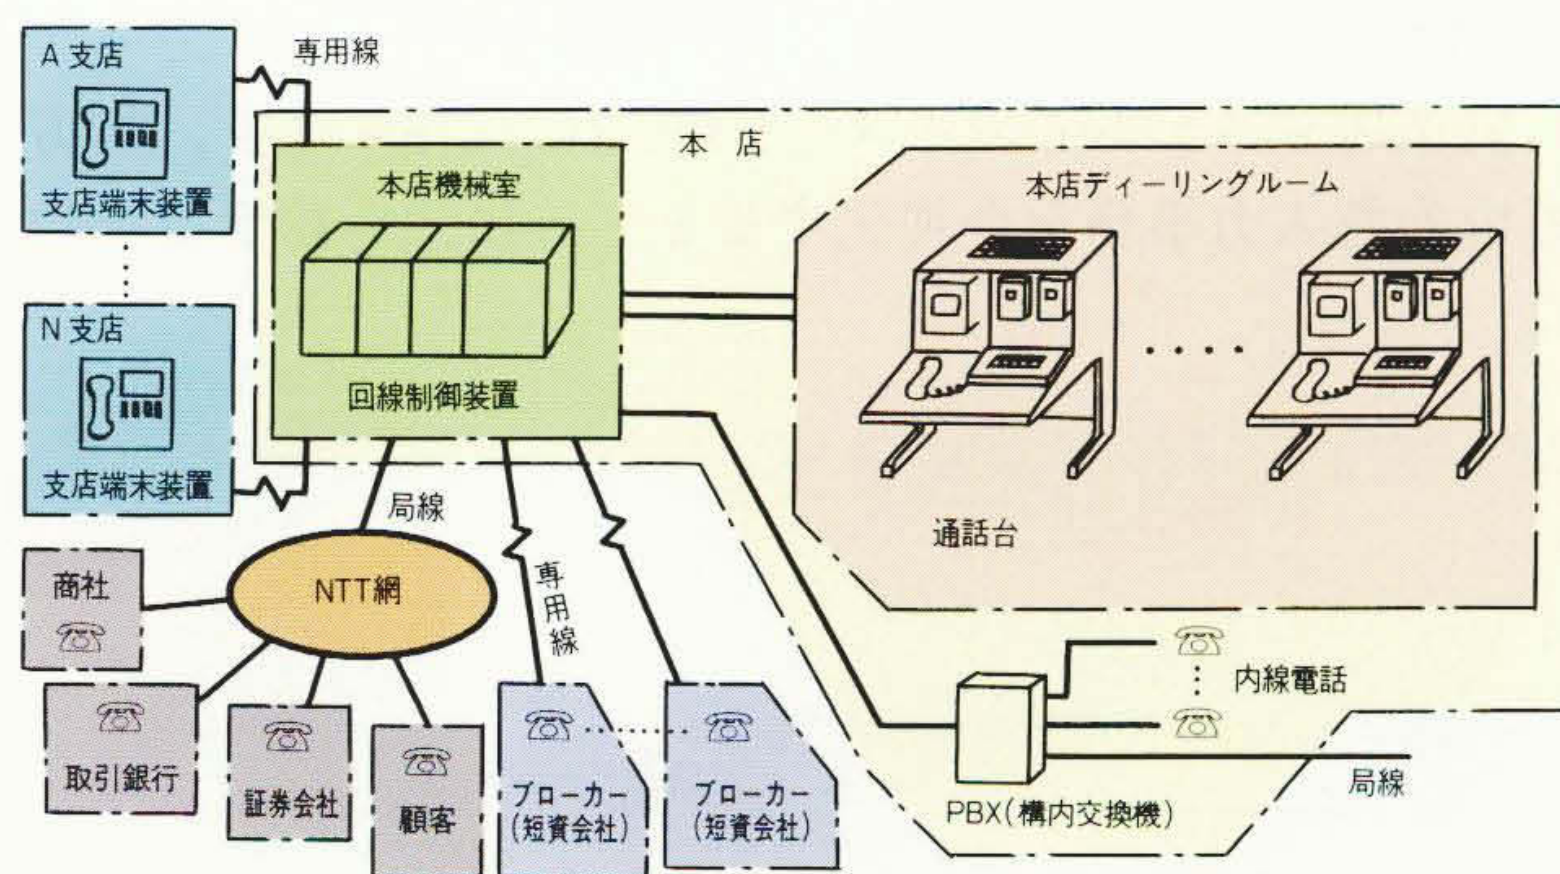 A 支店
支店端末装置
専用線
N 支店
支店端末装置
本 店
本店機械室
回線制御装置
本店ディーリングルーム
通話台
局線
NTT網
専用線
商社
取引銀行
証券会社
顧客
ブローカー
(短資会社)
ブローカー
(短資会社)
内線電話
局線
PBX(構内交換機)